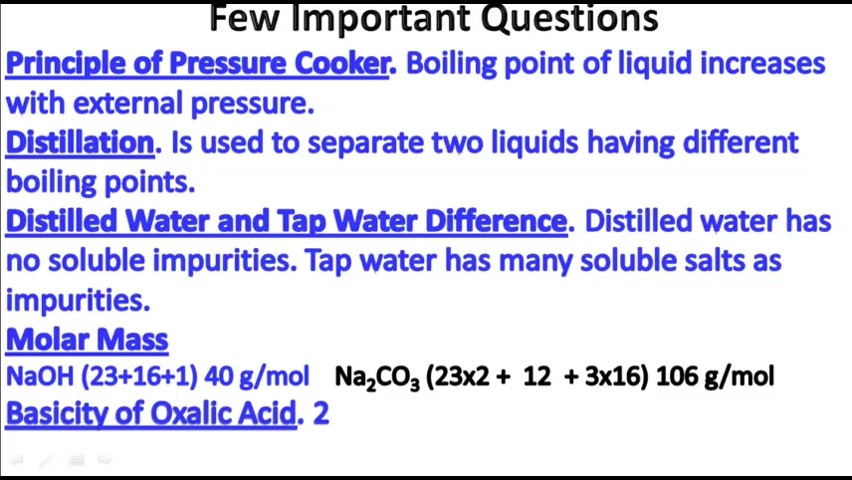 Few Important Questions
Principle of Pressure Cooker. Boiling point of liquid increases
with external pressure.
Distillation. Is used to separate two liquids having different
boiling points.
Distilled Water and Tap Water Difference. Distilled water has
no soluble impurities. Tap water has many soluble salts as
impurities.
Molar Mass
NaOH (23+16+1) 40 g/mol Na₂CO₃ (23x2 + 12 + 3x16) 106 g/mol
Basicity of Oxalic Acid. 2